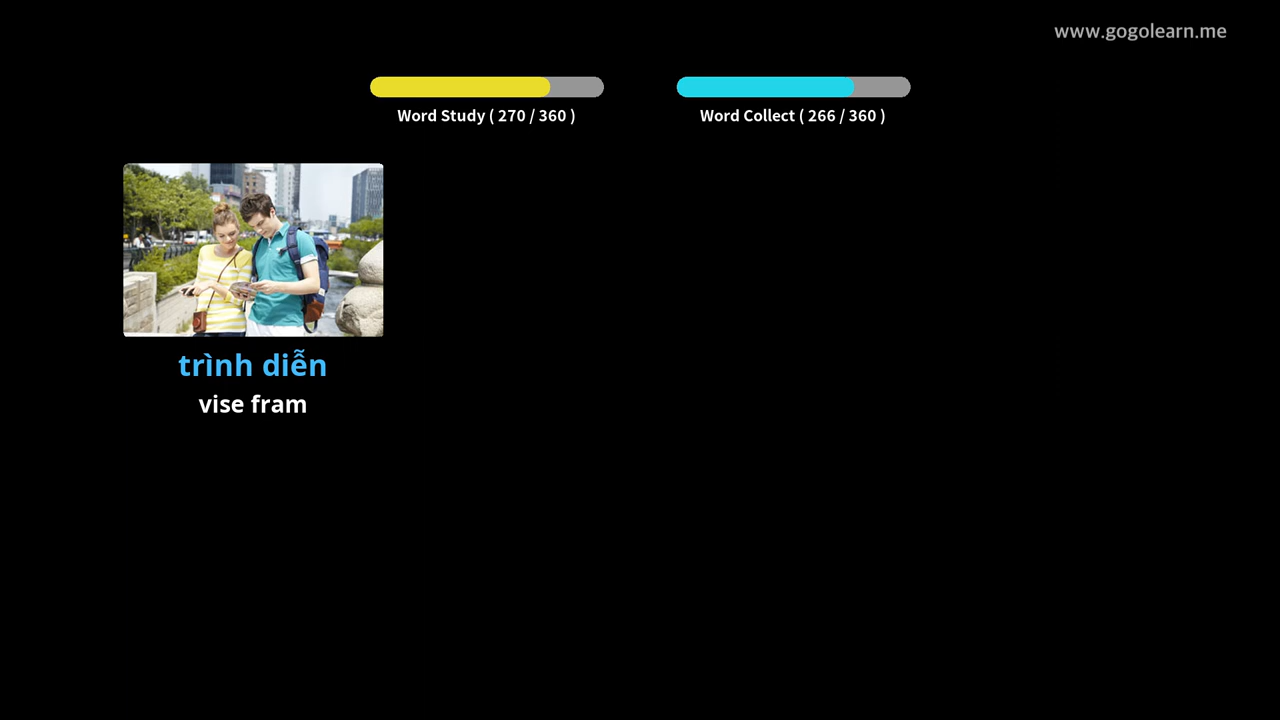 www.gogolearn.me
Word Study ( 270 / 360 )
Word Collect ( 266 / 360 )
trình diễn
vise fram